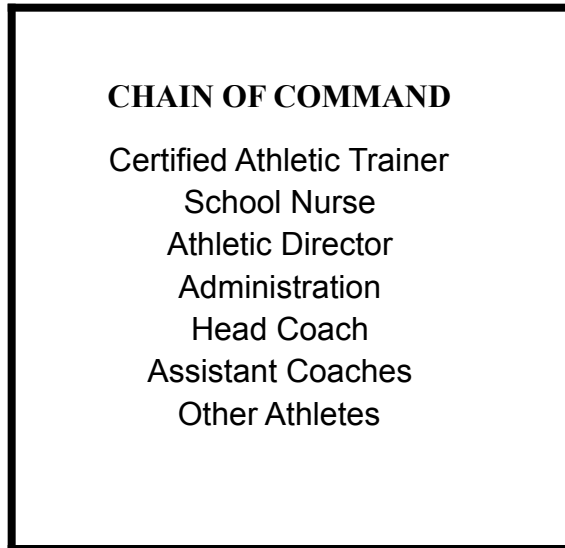 CHAIN OF COMMAND
Certified Athletic Trainer
School Nurse
Athletic Director
Administration
Head Coach
Assistant Coaches
Other Athletes